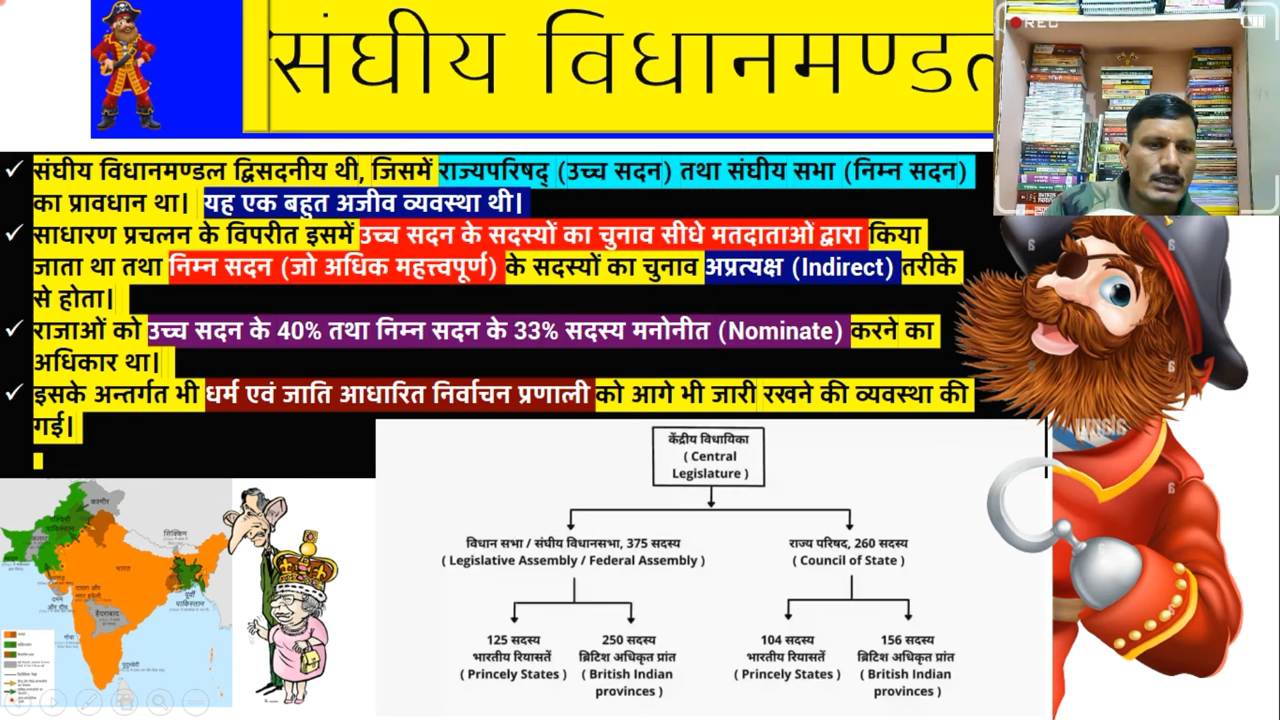 संघीय विधानमण्डल
REC
संघीय विधानमण्डल द्विसदनीय था, जिसमें राज्यपरिषद् (उच्च सदन) तथा संघीय सभा (निम्न सदन)
का प्रावधान था। यह एक बहुत अजीव व्यवस्था थी।
साधारण प्रचलन के विपरीत इसमें उच्च सदन के सदस्यों का चुनाव सीधे मतदाताओं द्वारा किया
जाता था तथा निम्न सदन (जो अधिक महत्त्वपूर्ण) के सदस्यों का चुनाव अप्रत्यक्ष (Indirect) तरीके
से होता।
राजाओं को उच्च सदन के 40% तथा निम्न सदन के 33% सदस्य मनोनीत (Nominate) करने का
अधिकार था।
इसके अन्तर्गत भी धर्म एवं जाति आधारित निर्वाचन प्रणाली को आगे भी जारी रखने की व्यवस्था की
गई।
केंद्रीय विधायिका
( Central
Legislature )
विधान सभा / संघीय विधानसभा, 375 सदस्य
( Legislative Assembly / Federal Assembly )
राज्य परिषद, 260 सदस्य
( Council of State )
125 सदस्य
भारतीय रियासतें
( Princely States )
250 सदस्य
ब्रिटिश अधिकृत प्रांत
( British Indian
provinces )
104 सदस्य
भारतीय रियासतें
( Princely States )
156 सदस्य
ब्रिटिश अधिकृत प्रांत
( British Indian
provinces )
कश्मीर
सिक्किम
भारत
हैदराबाद
पूर्वी
पाकिस्तान
गोवा